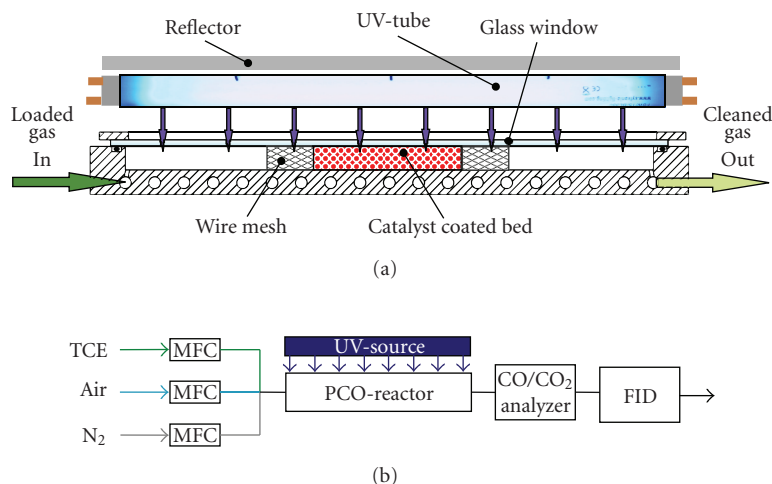 Reflector
UV-tube
Glass window
Loaded
gas
In
Cleaned
gas
Out
Wire mesh
Catalyst coated bed
(a)
TCE
MFC
Air
MFC
N₂
MFC
UV-source
PCO-reactor
CO/CO₂
analyzer
FID
(b)